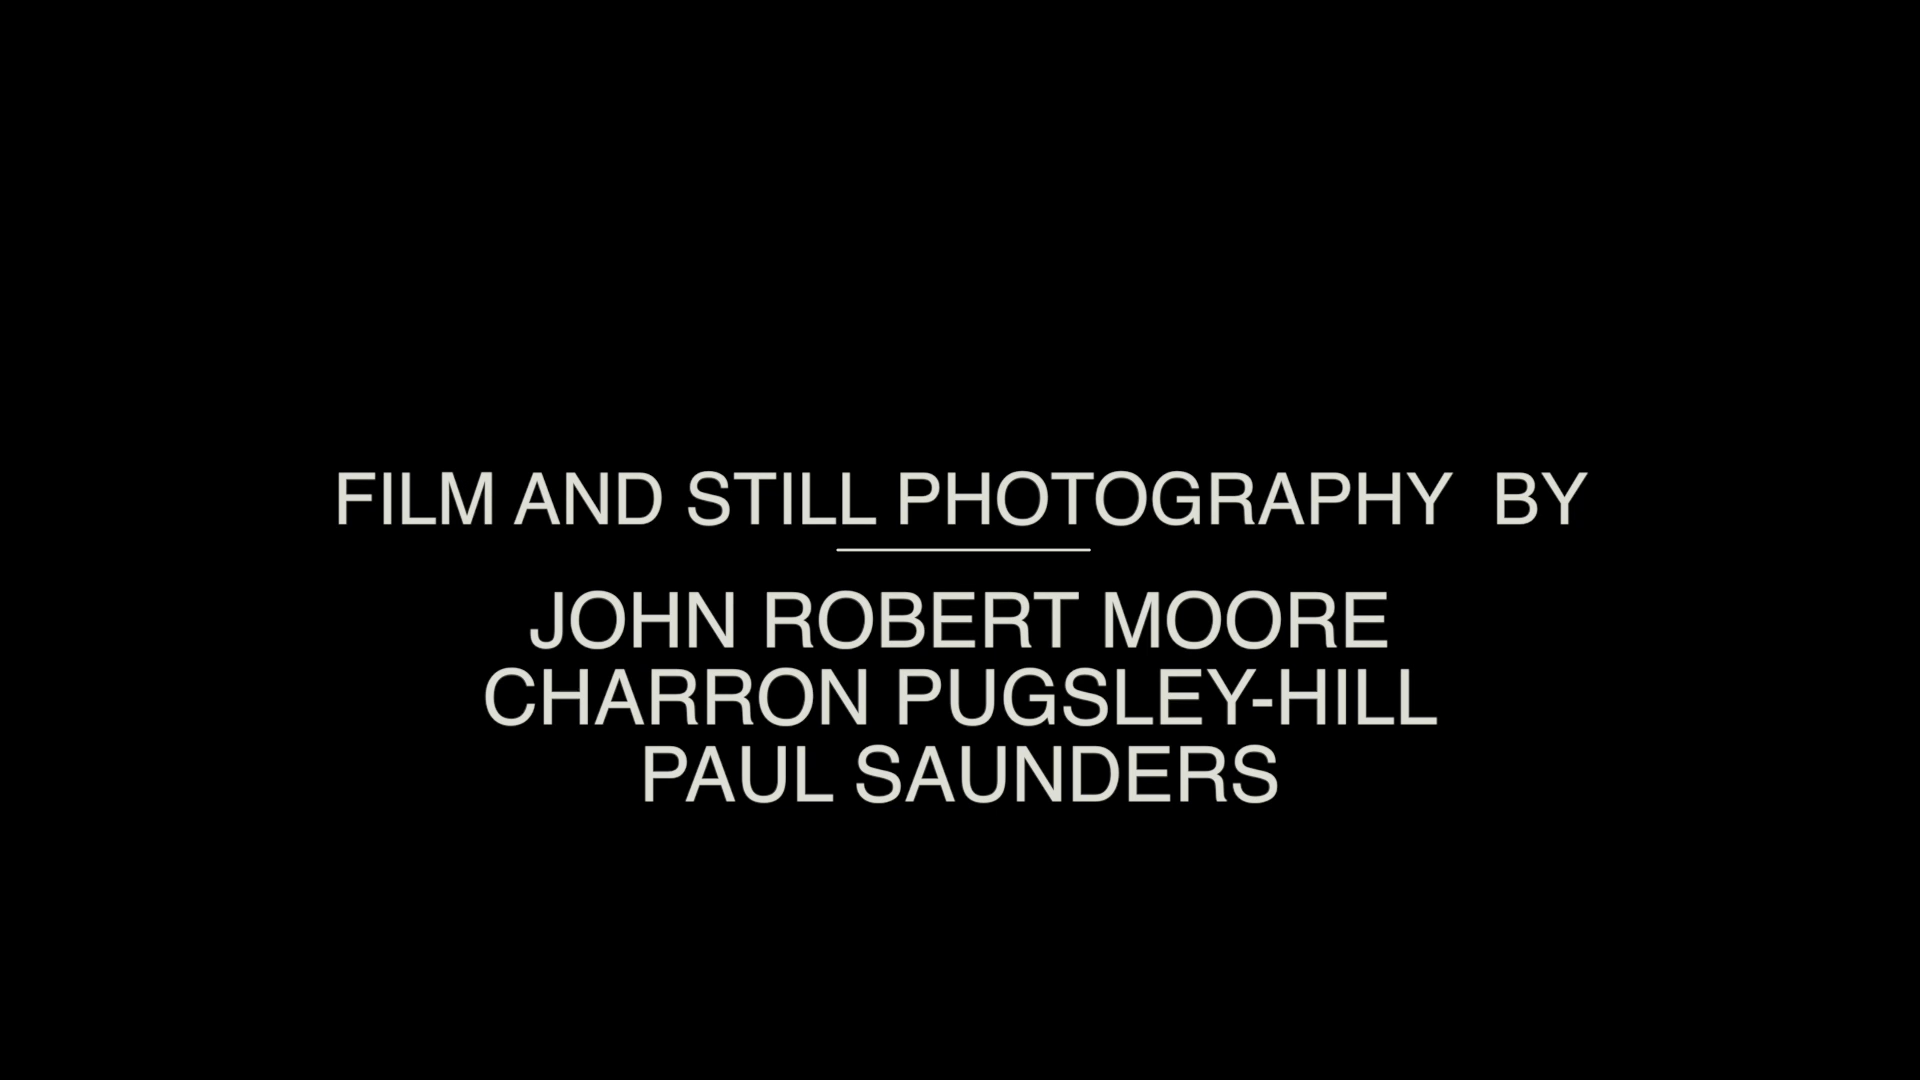 FILM AND STILL PHOTOGRAPHY  BY
JOHN ROBERT MOORE
CHARRON PUGSLEY-HILL
PAUL SAUNDERS